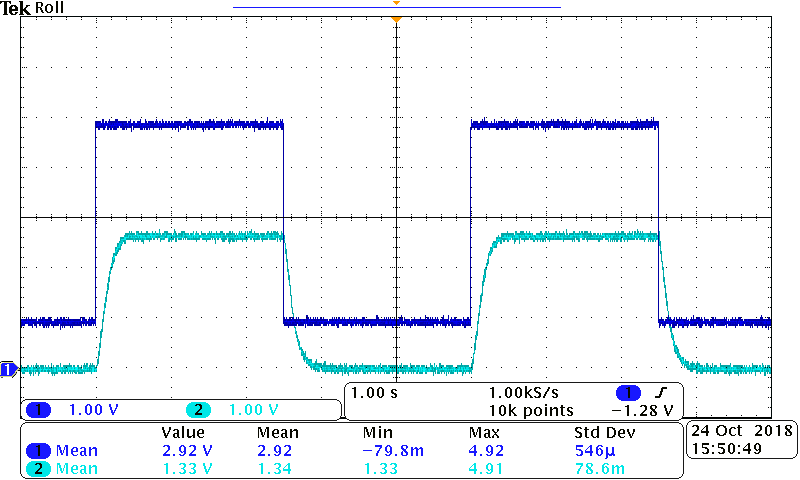 Tek Roll
1
1.00 s 1.00kS/s 1 
10k points −1.28 V
1 1.00 V 2 1.00 V
Value Mean Min Max Std Dev
1 Mean 2.92 V 2.92 −79.8m 4.92 546µ
2 Mean 1.33 V 1.34 1.33 4.91 78.6m
24 Oct 2018
15:50:49